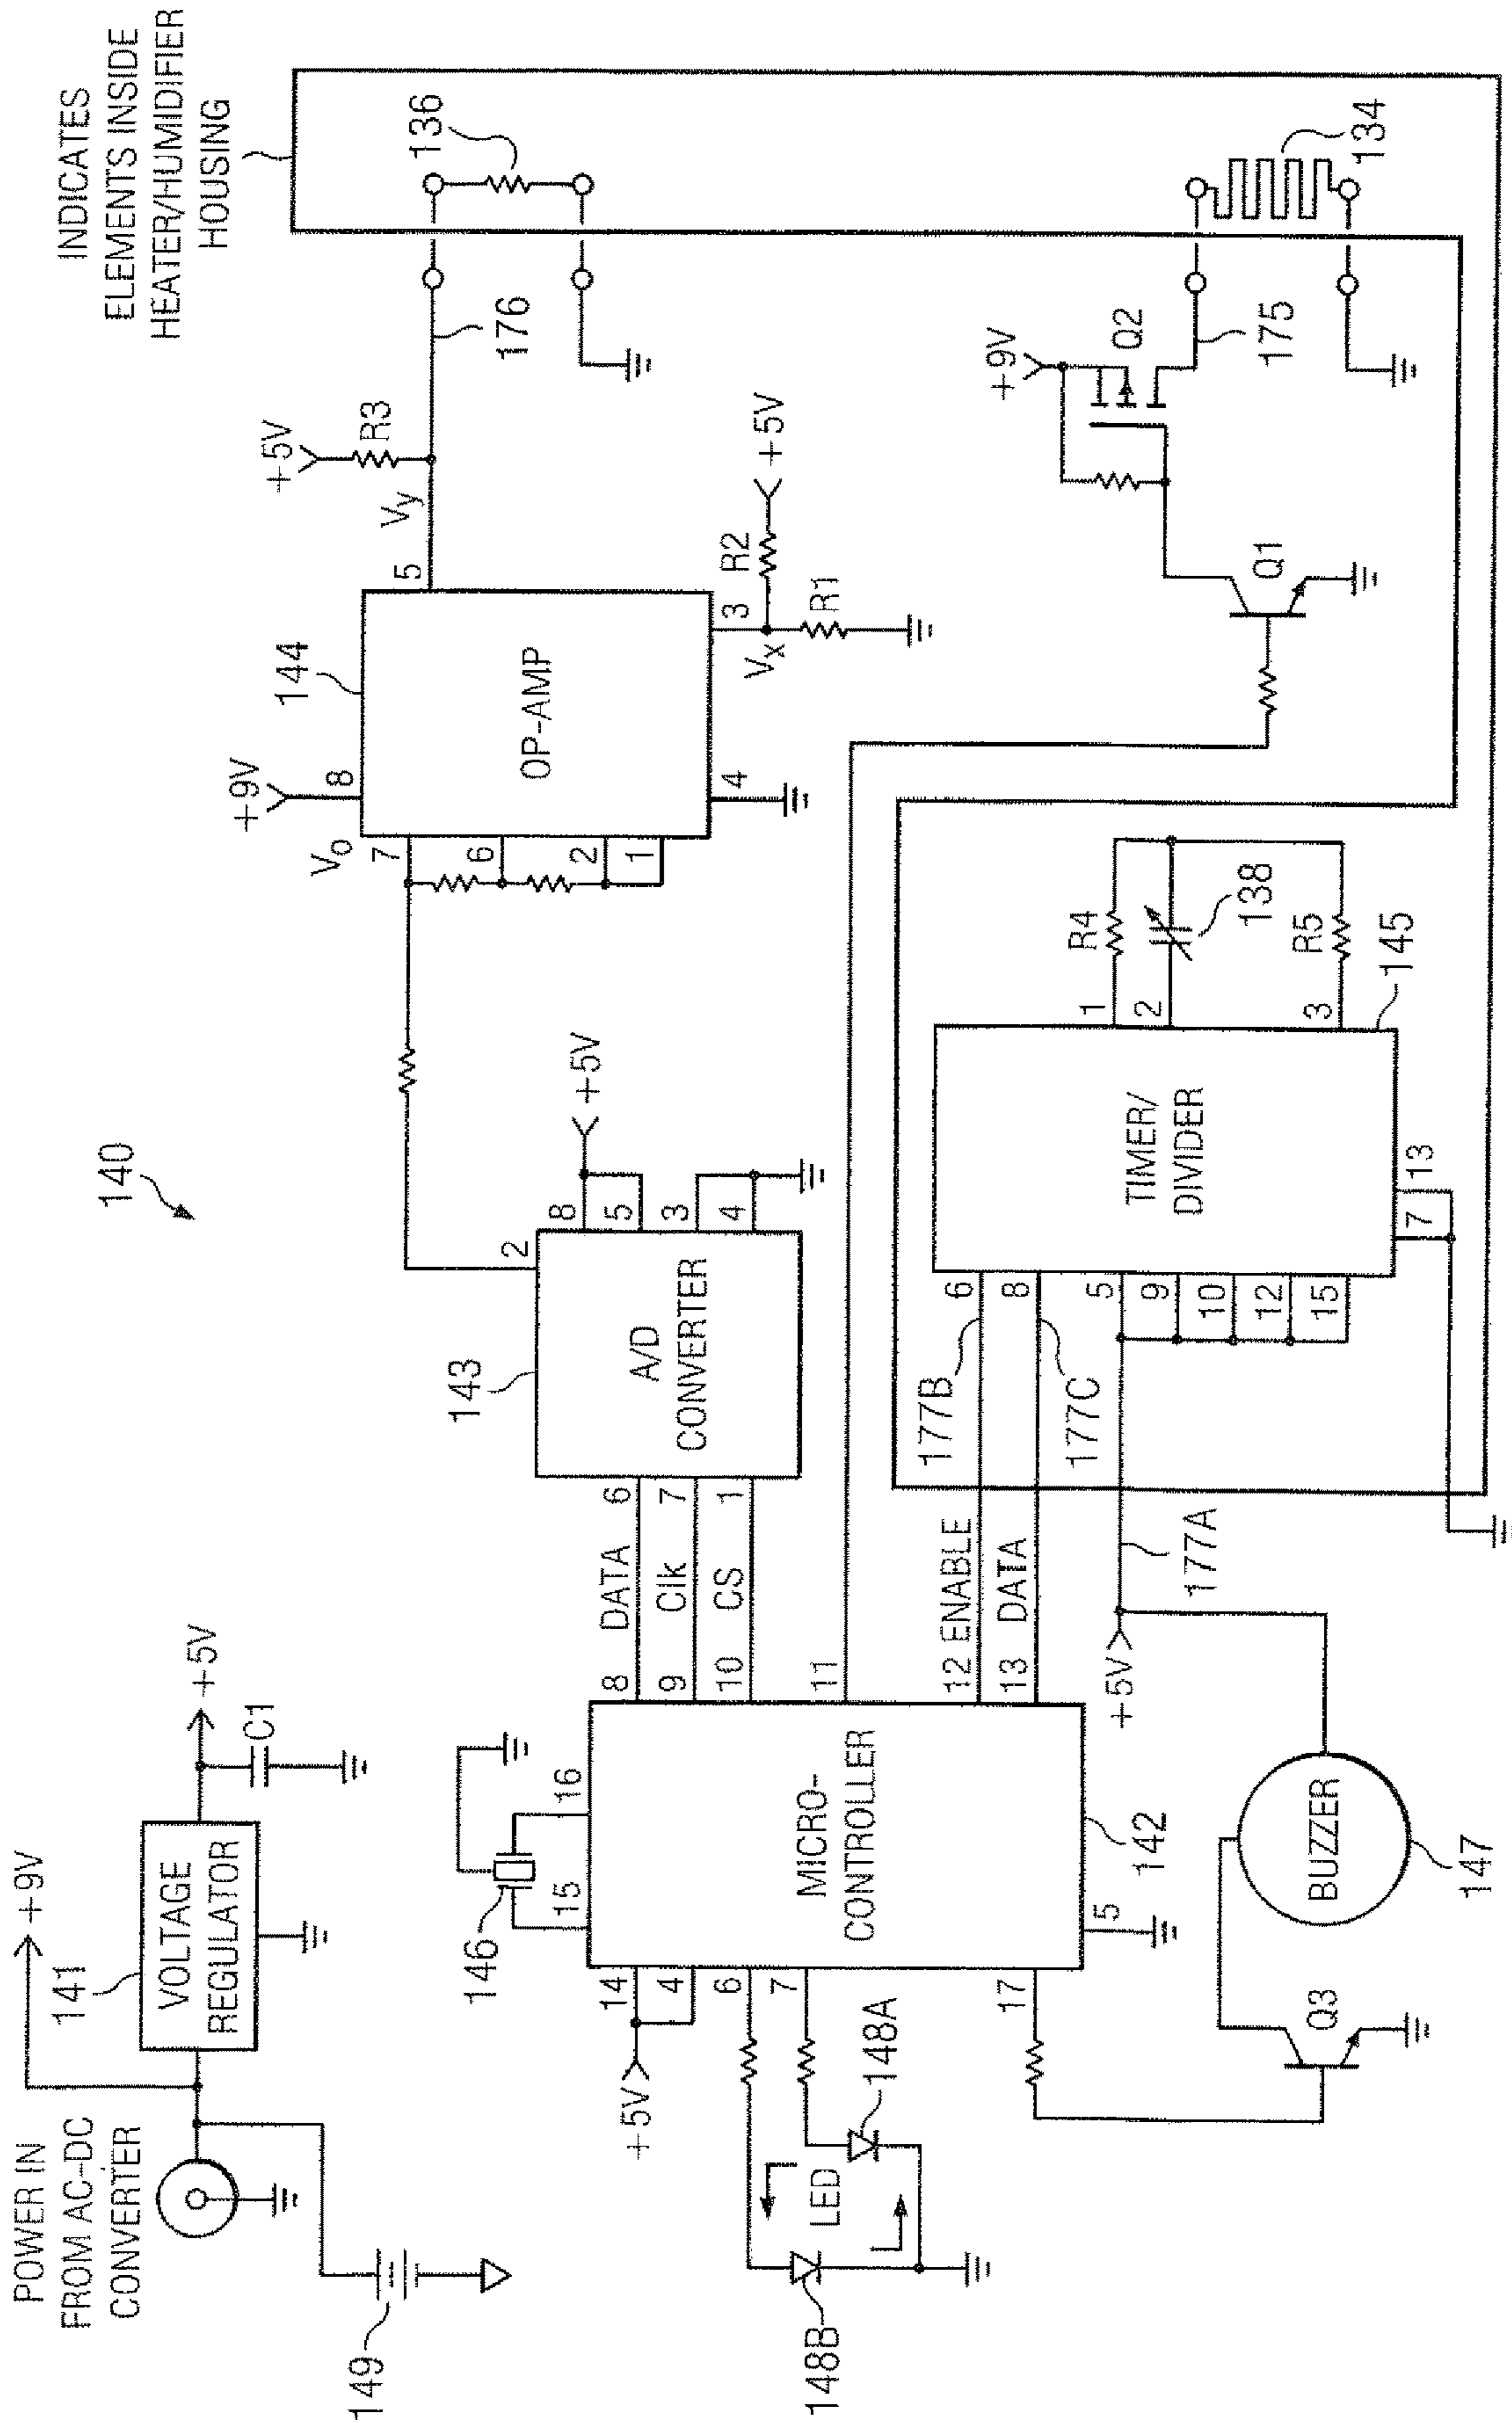 140
POWER IN
FROM AC-DC
CONVERTER
149
+9V
141
VOLTAGE
REGULATOR
+5V
C1
INDICATES
ELEMENTS INSIDE
HEATER/HUMIDIFIER
HOUSING
+5V
14
4
6
7
17
146
15
16
MICRO-
CONTROLLER
142
5
8
DATA
6
9
Clk
7
10
CS
1
11
12
ENABLE
13
DATA
143
A/D
CONVERTER
2
8
5
3
4
+5V
144
OP-AMP
+9V
8
Vo
7
6
2
1
4
5
Vy
+5V
R3
176
136
3
Vx
R2
+5V
R1
148B
148A
LED
Q3
BUZZER
147
+5V
177A
177B
177C
6
8
5
9
10
12
15
TIMER/
DIVIDER
7
13
1
2
3
145
R4
138
R5
Q1
+9V
Q2
175
134